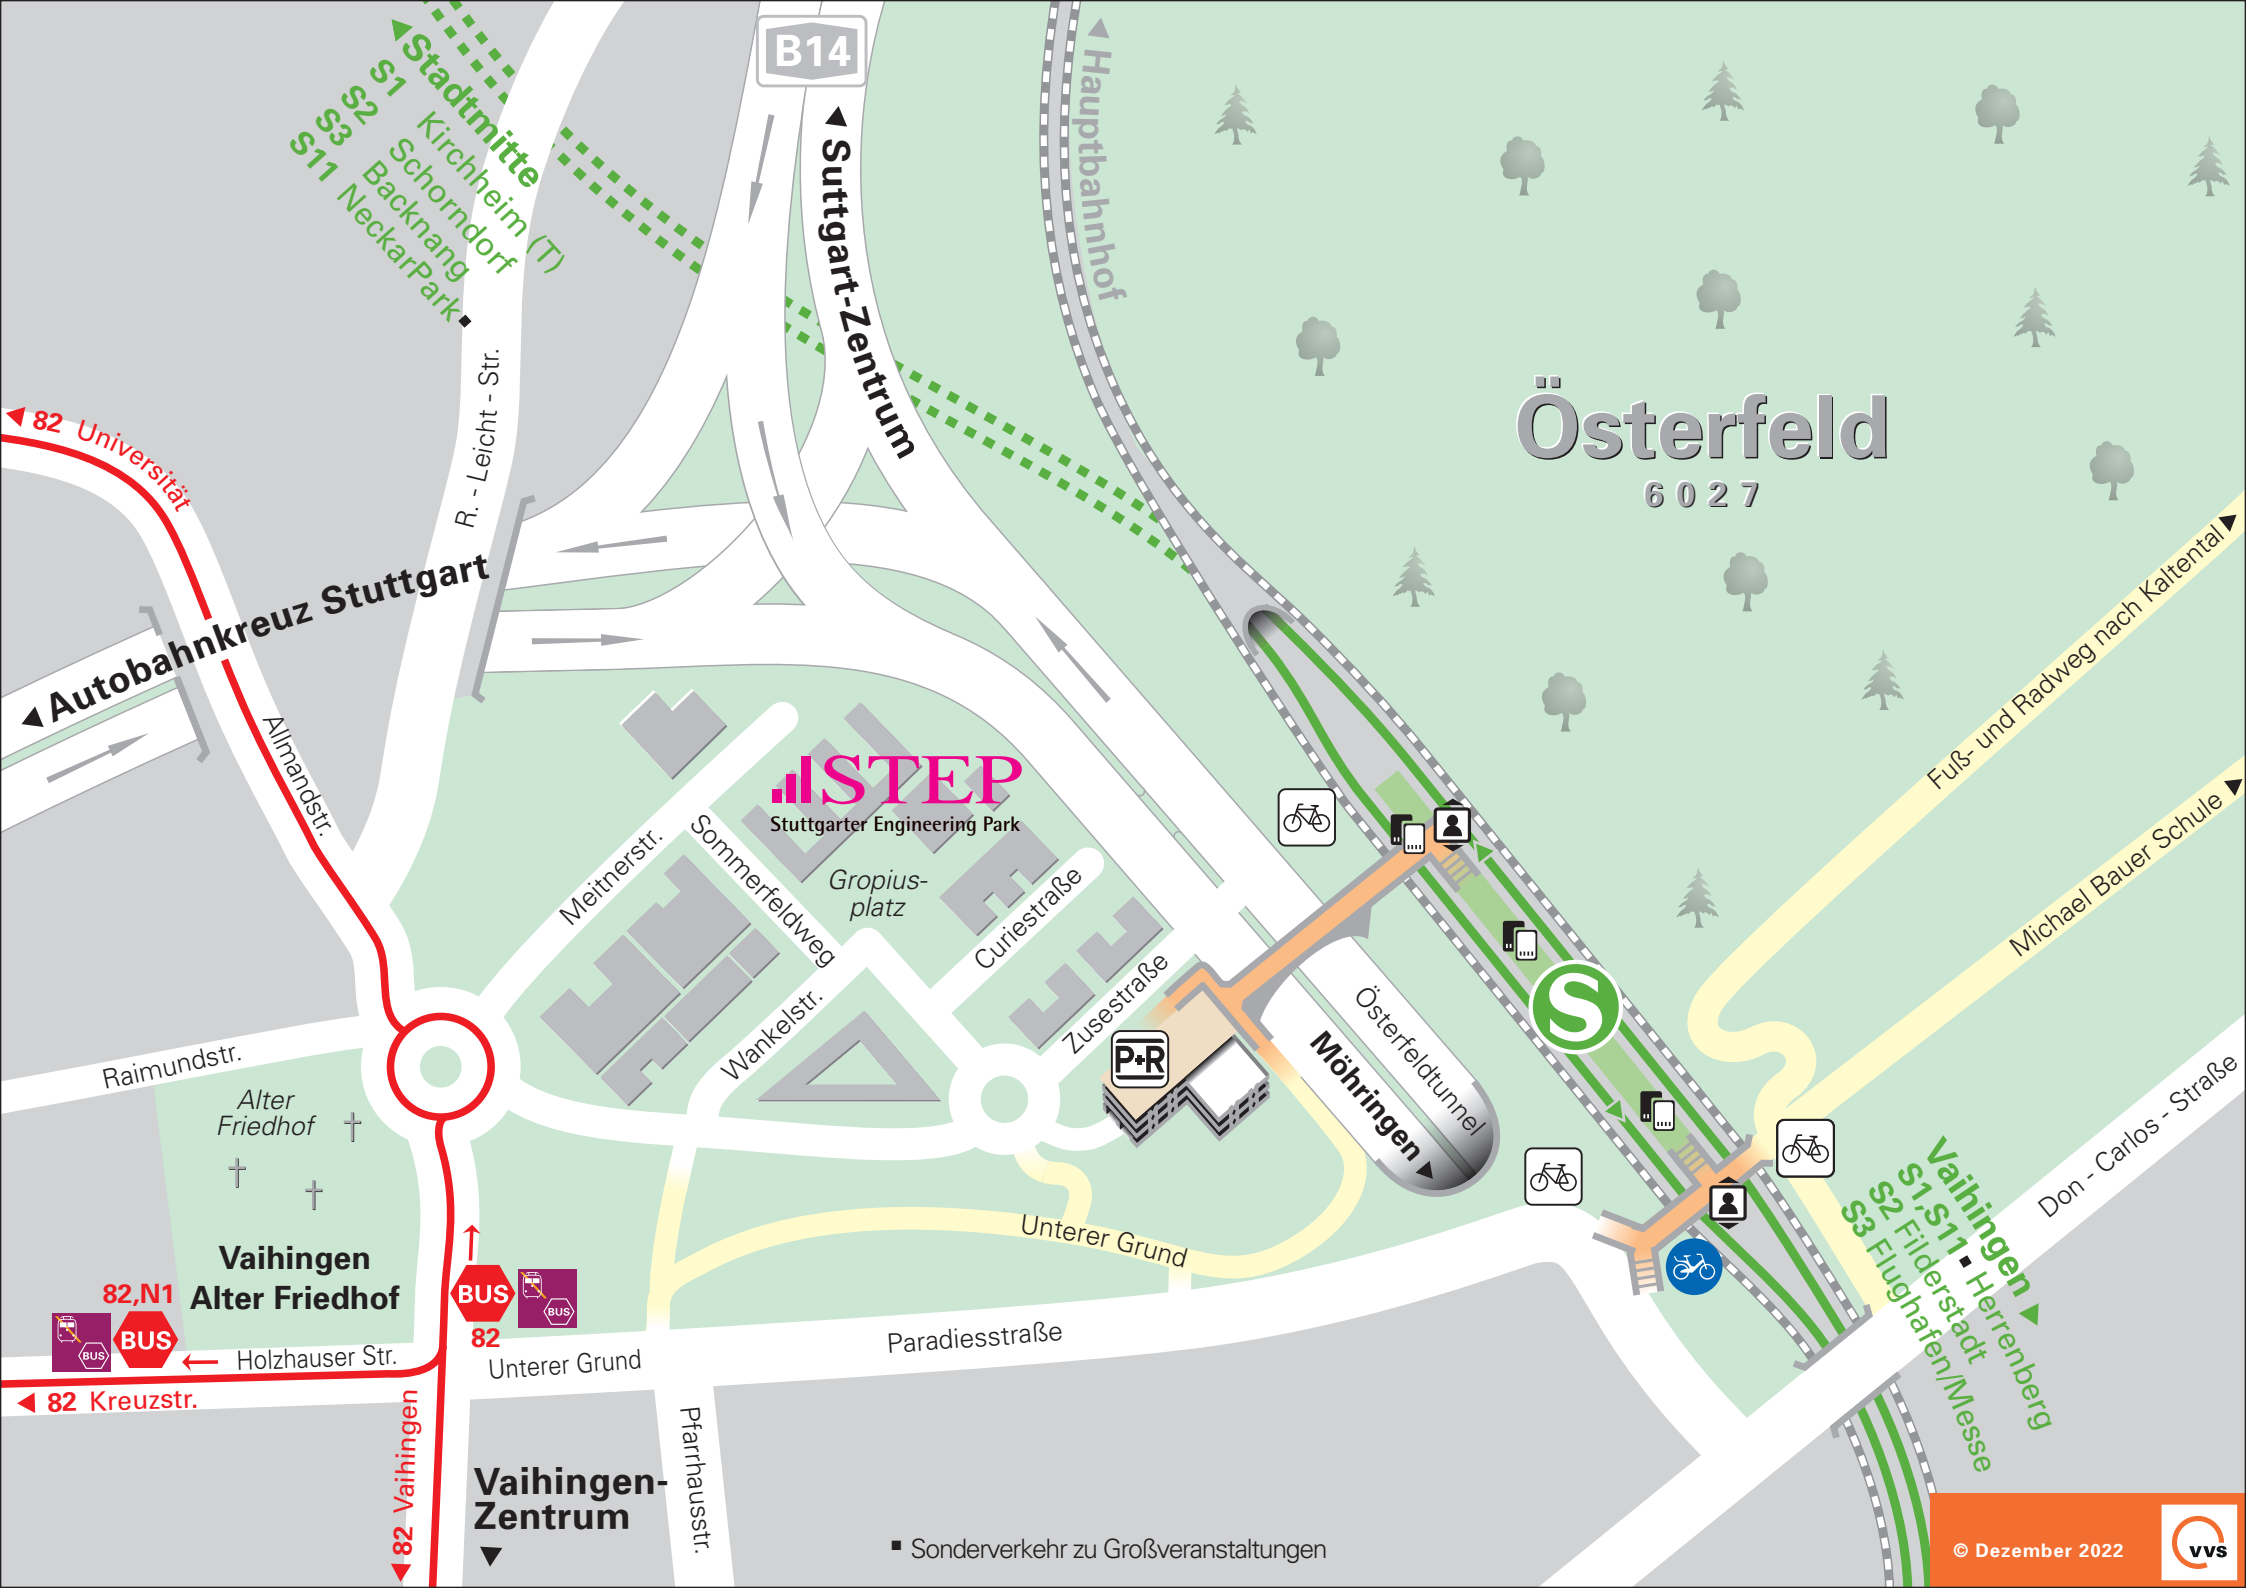 B14
Stadtmitte
S1 Kirchheim (T)
S2 Schorndorf
S3 Backnang
S11 NeckarPark
Suttgart-Zentrum
Hauptbahnhof
Österfeld
6027
R. - Leicht - Str.
82 Universität
Autobahnkreuz Stuttgart
Allmandstr.
STEP
Stuttgarter Engineering Park
Meitnerstr.
Sommerfeldweg
Gropius-
platz
Curiestraße
Zusestraße
Wankelstr.
Fuß- und Radweg nach Kaltental
Michael Bauer Schule
S
P+R
Österfeldtunnel
Möhringen
Raimundstr.
Alter
Friedhof
Don - Carlos - Straße
Vaihingen
S1,S11 Herrenberg
S2 Filderstadt
S3 Flughafen/Messe
Unterer Grund
Vaihingen
Alter Friedhof
82,N1
BUS
BUS
BUS
BUS
82
Holzhauser Str.
82 Kreuzstr.
Unterer Grund
Paradiesstraße
82 Vaihingen
Pfarrhausstr.
Vaihingen-
Zentrum
Sonderverkehr zu Großveranstaltungen
© Dezember 2022
vvs